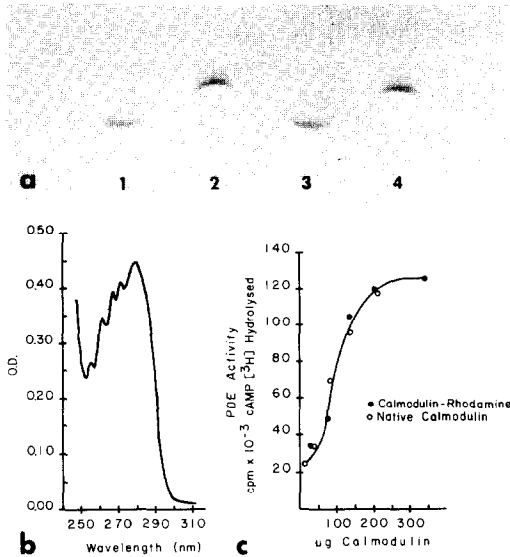 a
1 2 3 4
0.50
0.40
0.30
0.20
0.10
0.00
O.D.
250 270 290 310
Wavelength (nm)
b
140
120
100
80
60
40
20
PDE Activity
cpm x 10⁻³ cAMP [³H] Hydrolysed
• Calmodulin-Rhodamine
○ Native Calmodulin
100 200 300
ug Calmodulin
c